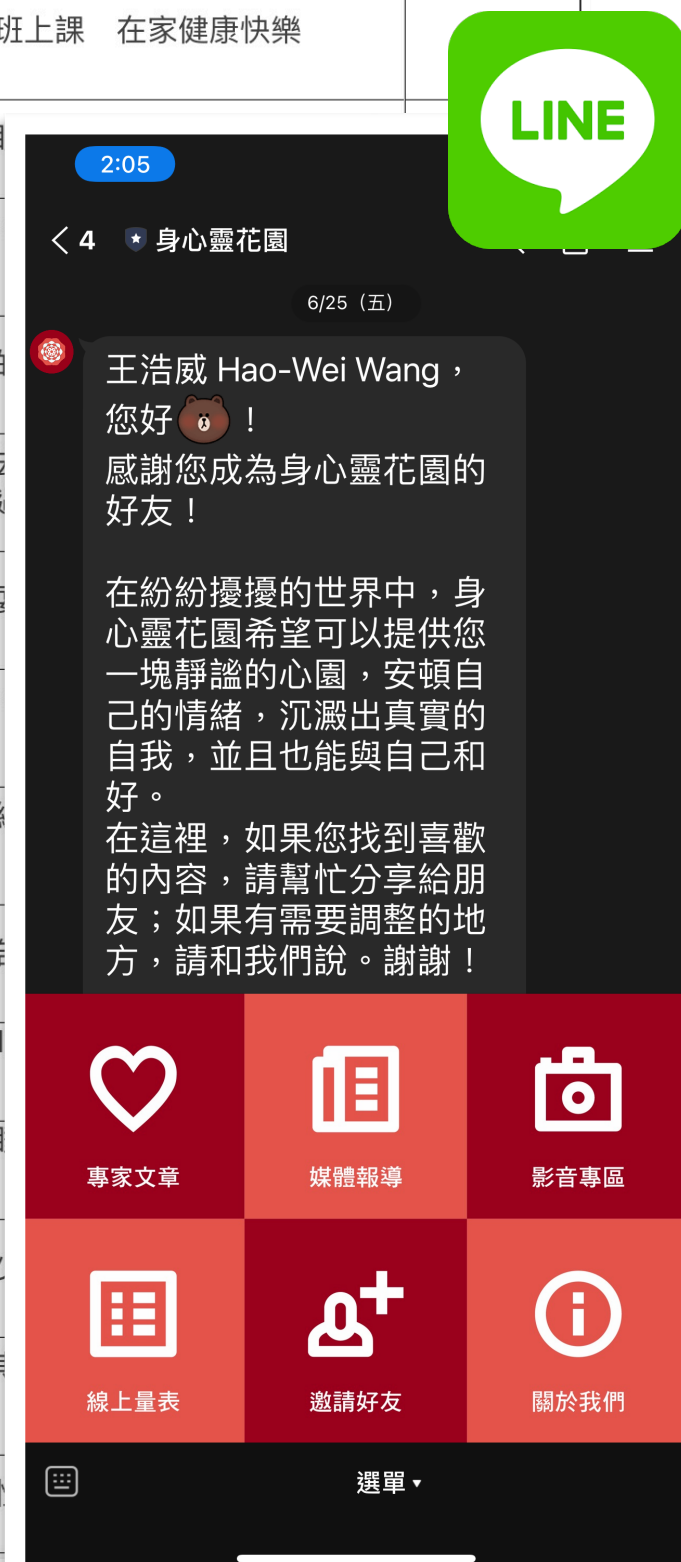 班上課　在家健康快樂
LINE
2:05
4 身心靈花園
6/25（五）
王浩威 Hao-Wei Wang，
您好！
感謝您成為身心靈花園的
好友！
在紛紛擾擾的世界中，身
心靈花園希望可以提供您
一塊靜謐的心園，安頓自
己的情緒，沉澱出真實的
自我，並且也能與自己和
好。
在這裡，如果您找到喜歡
的內容，請幫忙分享給朋
友；如果有需要調整的地
方，請和我們說。謝謝！
專家文章
媒體報導
影音專區
線上量表
邀請好友
關於我們
選單